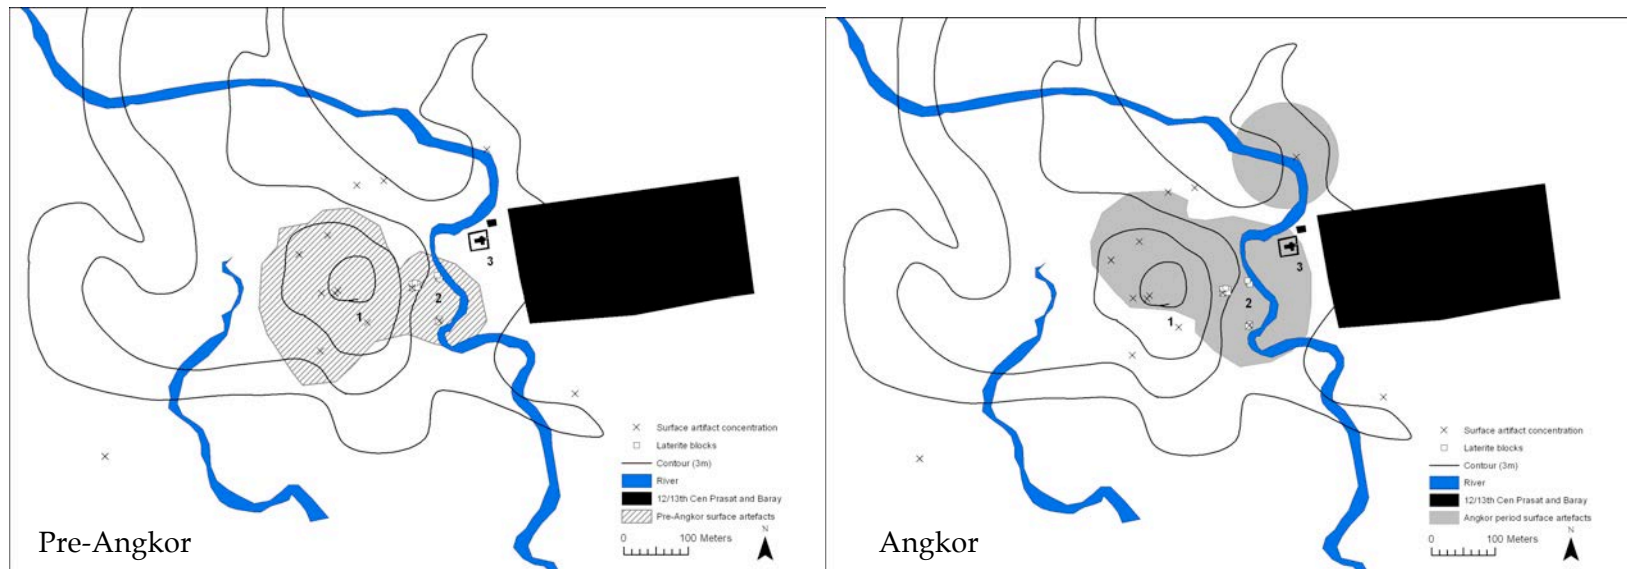 1
2
3
Surface artifact concentration
Laterite blocks
Contour (3m)
River
12/13th Cen Prasat and Baray
Pre-Angkor surface artefacts
0 100 Meters
N
Pre-Angkor
1
2
3
Surface artifact concentration
Laterite blocks
Contour (3m)
River
12/13th Cen Prasat and Baray
Angkor period surface artefacts
0 100 Meters
N
Angkor